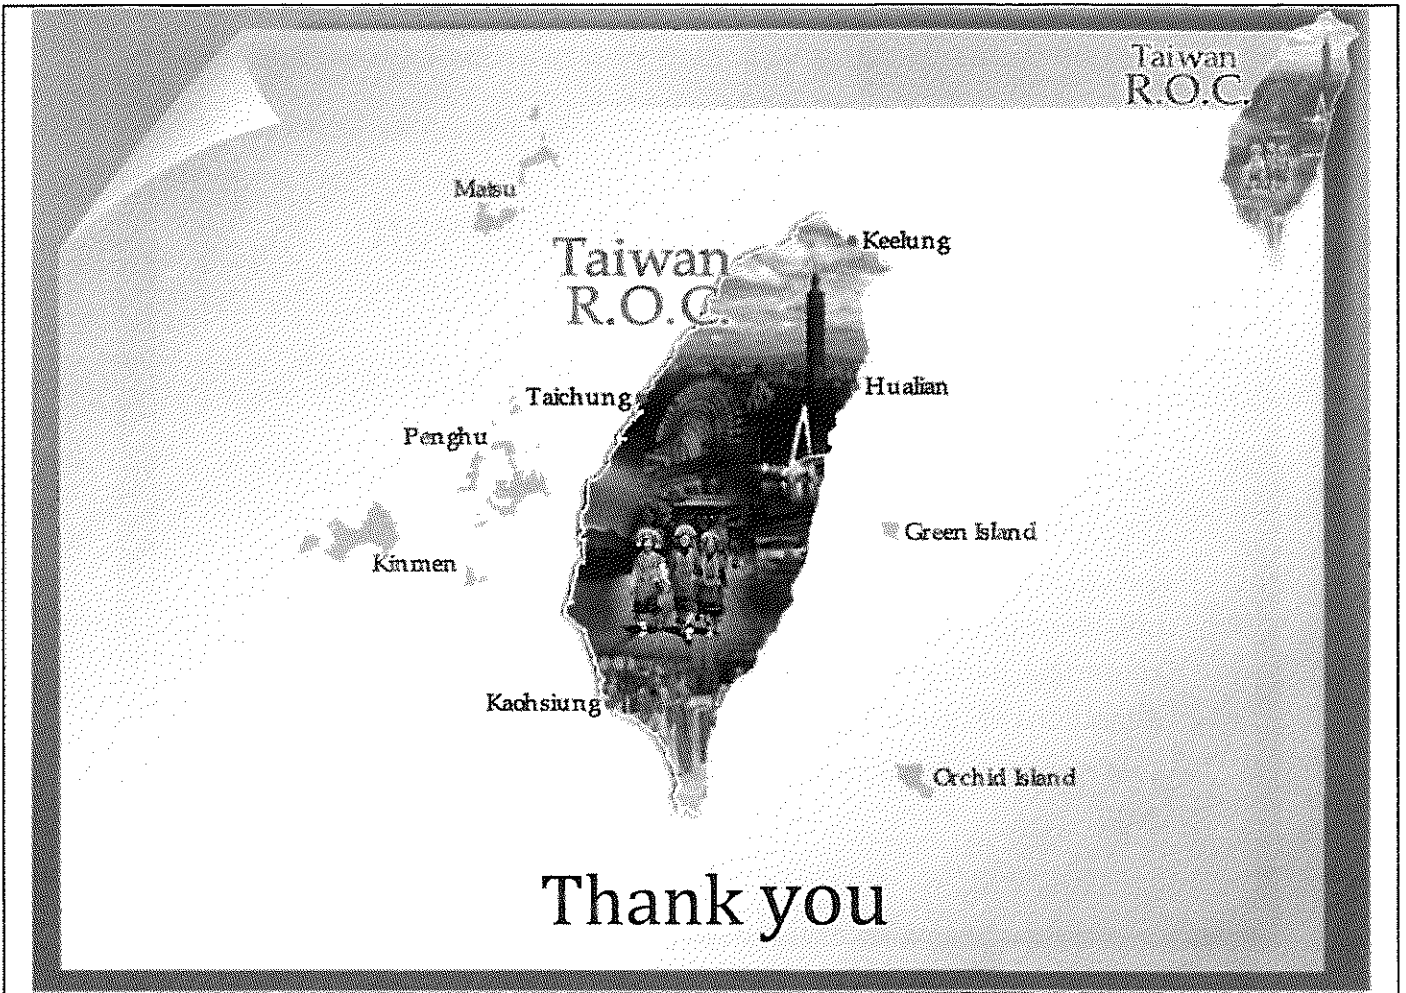 Taiwan
R.O.C.
Matsu
Keelung
Taiwan
R.O.C.
Hualian
Taichung
Penghu
Green Island
Kinmen
Kaohsiung
Orchid Island
Thank you